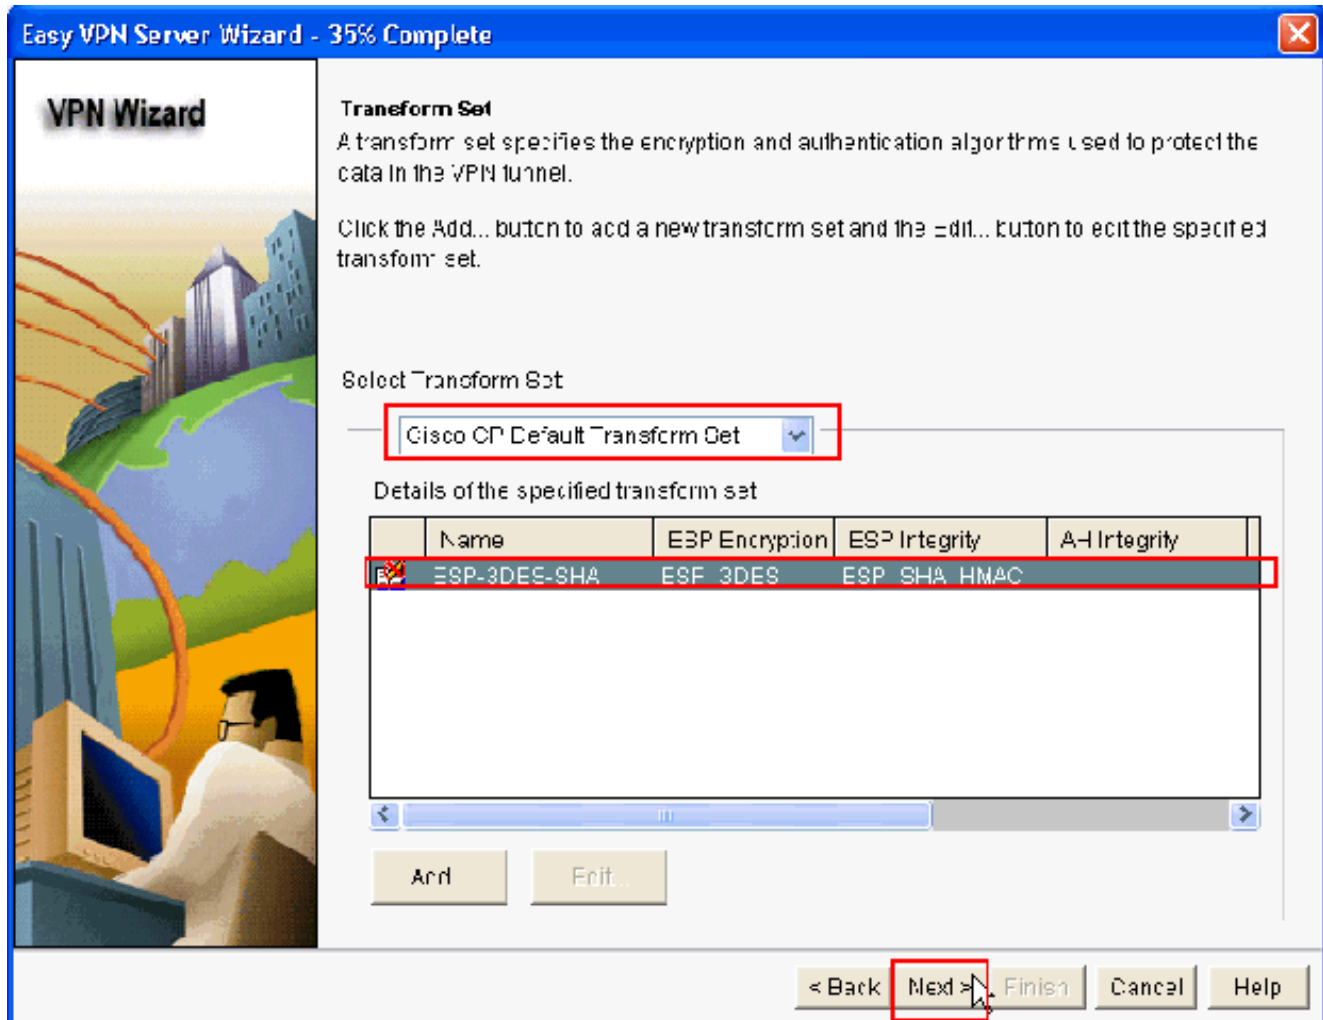 Easy VPN Server Wizard - 35% Complete
VPN Wizard
Transform Set
A transform set specifies the encryption and authentication algorithms used to protect the
data in the VPN tunnel.
Click the Add... button to add a new transform set and the Edit... button to edit the specified
transform set.
Select Transform Set
Cisco CP Default Transform Set
Details of the specified transform set
Name ESP Encryption ESP Integrity AH Integrity
ESP-3DES-SHA ESP_3DES ESP_SHA_HMAC
Add Edit...
< Back Next > Finish Cancel Help